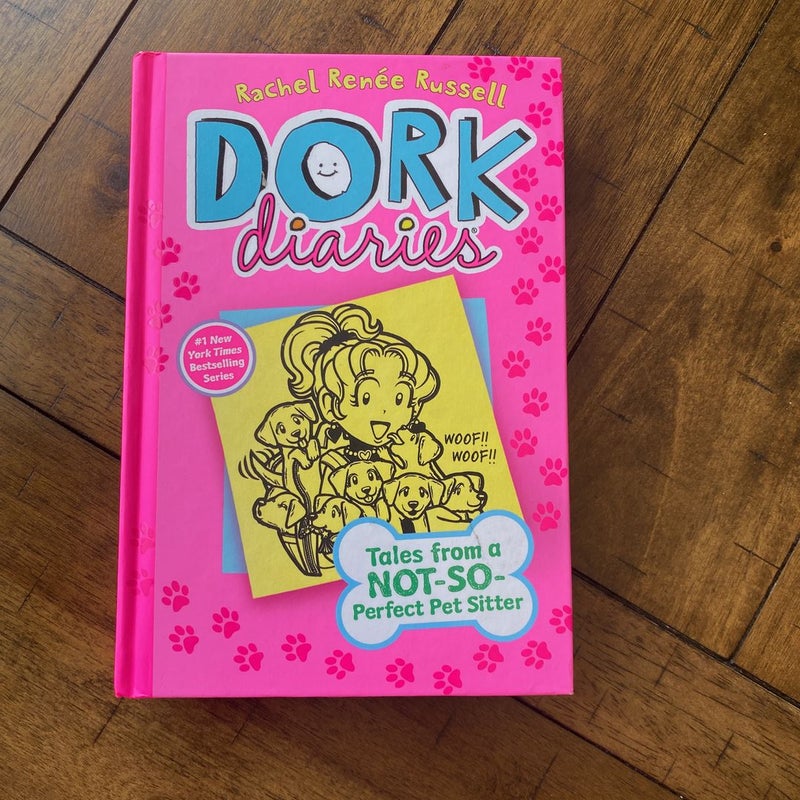 Rachel Renée Russell
DORK
diaries®
#1 New
York Times
Bestselling
Series
WOOF!!
WOOF!!
Tales from a
NOT-SO-
Perfect Pet Sitter